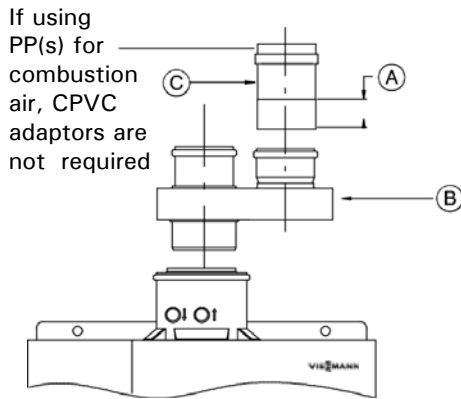 If using
PP(s) for
combustion
air, CPVC
adaptors are
not required
C
A
B
VIESMANN